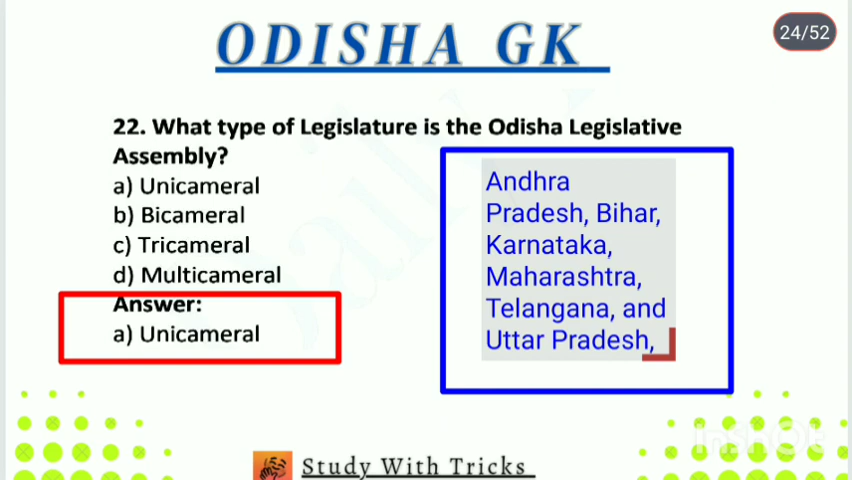 ODISHA GK
24/52
22. What type of Legislature is the Odisha Legislative
Assembly?
a) Unicameral
b) Bicameral
c) Tricameral
d) Multicameral
Answer:
a) Unicameral
Andhra
Pradesh, Bihar,
Karnataka,
Maharashtra,
Telangana, and
Uttar Pradesh,
InShOt
Study With Tricks